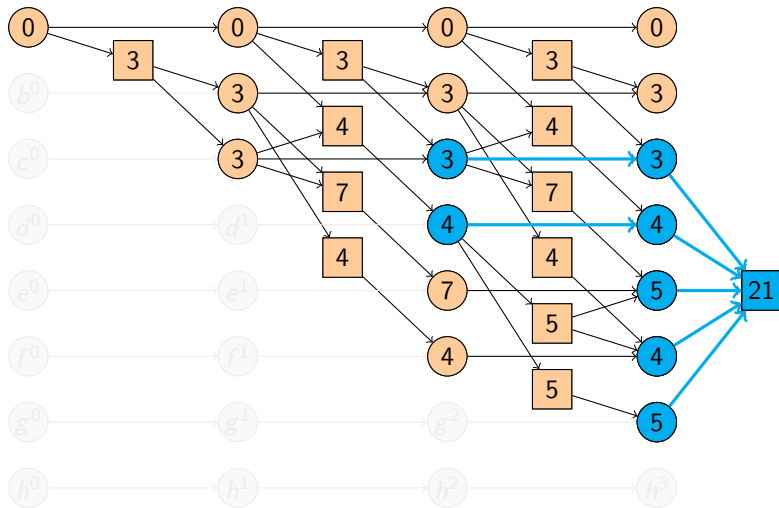 0 0 0 0
3 3 3
b⁰ 3 3 3
4 4
c⁰ 3 3 3
7 7
d⁰ d¹ 4 4
4 4
e⁰ e¹ 7 5 21
5
f⁰ f¹ 4 4
5
g⁰ g¹ g² 5
h⁰ h¹ h² h³